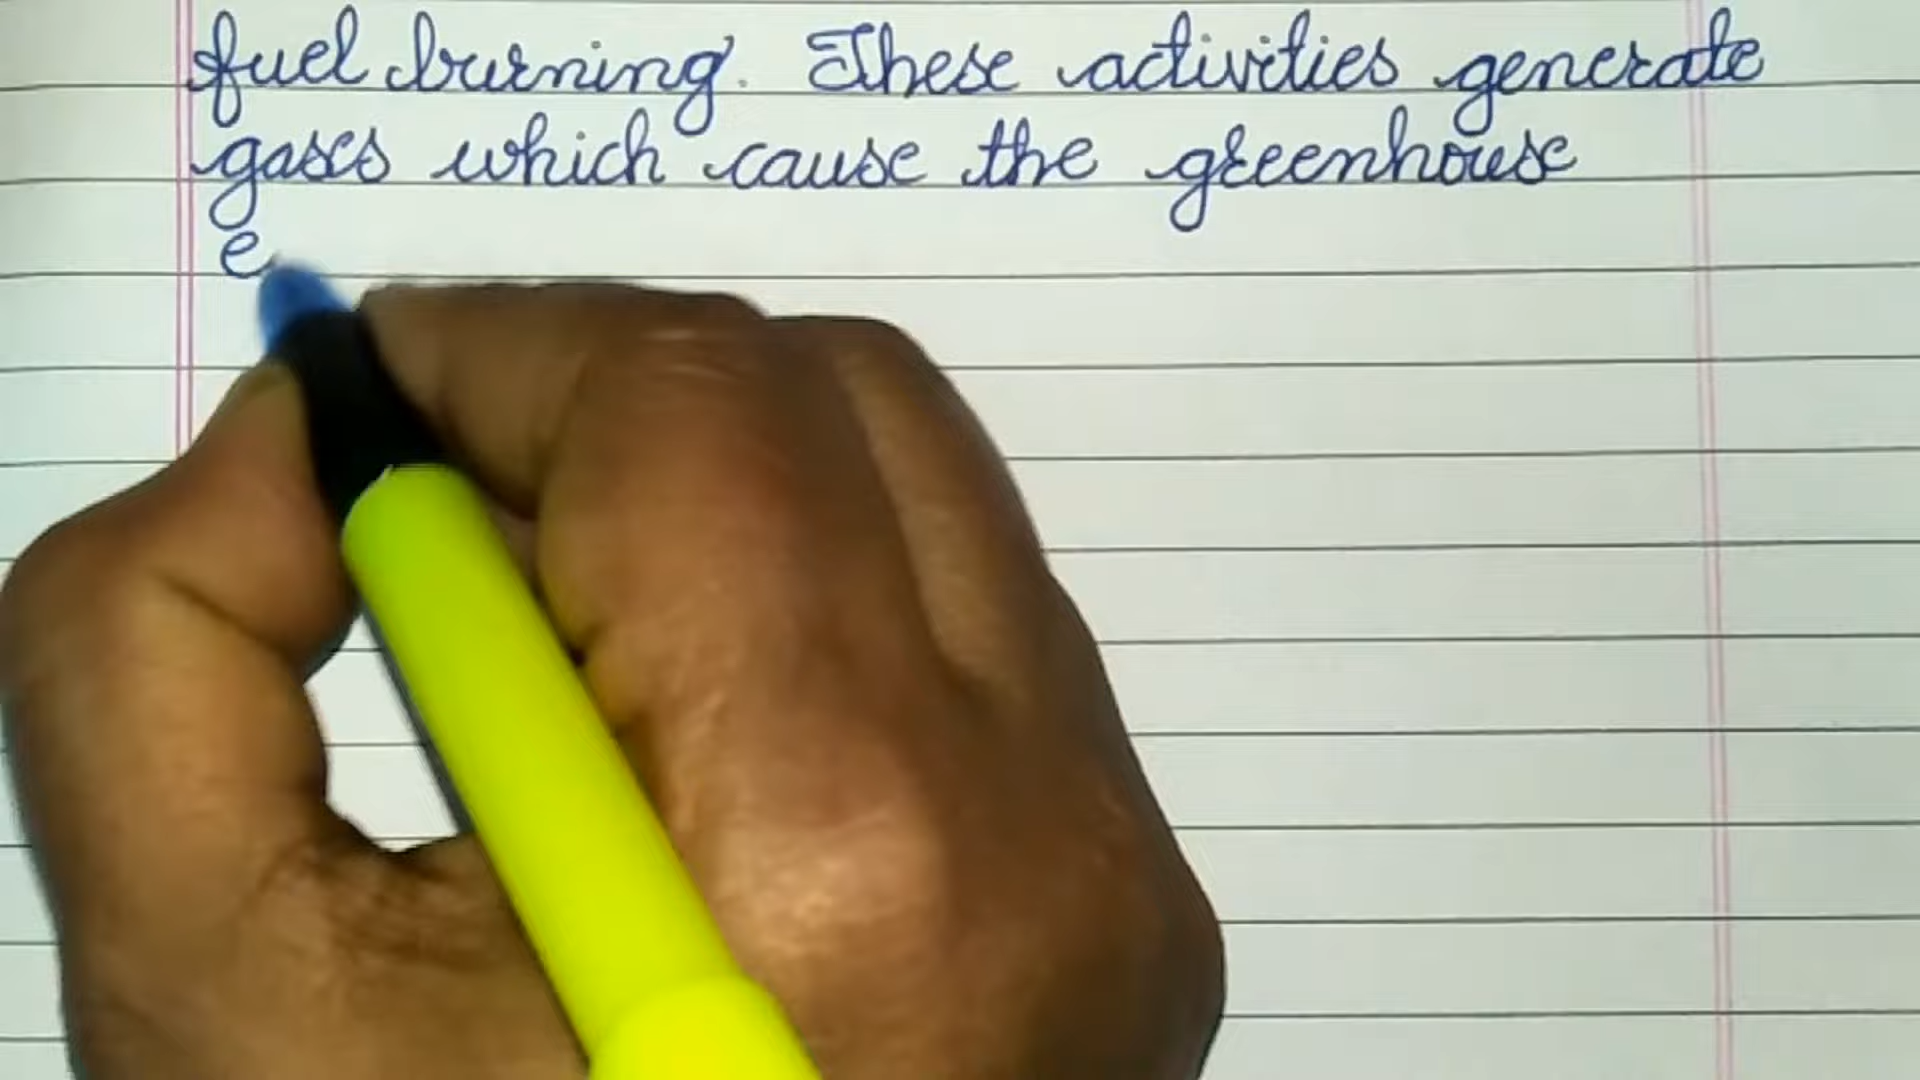 fuel burning. These activities generate
gases which cause the greenhouse
e